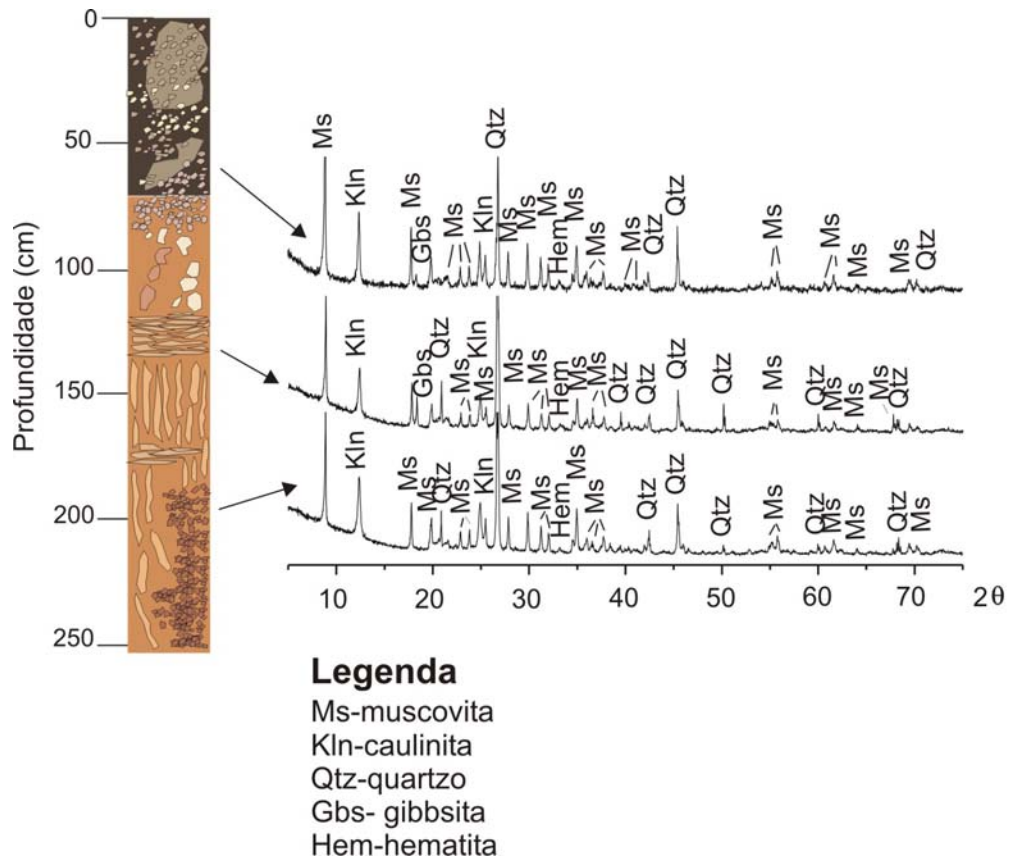 Profundidade (cm)
0
50
100
150
200
250
Ms
Kln
Ms
Gbs
Ms
Kln
Qtz
Ms
Ms
Ms
Hem
Ms
Ms
Ms
Qtz
Qtz
Ms
Ms
Ms
Ms
Qtz
Kln
Gbs
Qtz
Ms
Kln
Ms
Ms
Ms
Hem
Ms
Ms
Qtz
Qtz
Qtz
Qtz
Ms
Qtz
Ms
Ms
Ms
Qtz
Kln
Ms
Ms
Qtz
Ms
Kln
Ms
Ms
Hem
Ms
Ms
Qtz
Qtz
Qtz
Ms
Qtz
Ms
Ms
Qtz
Ms
10 20 30 40 50 60 70 2θ
Legenda
Ms-muscovita
Kln-caulinita
Qtz-quartzo
Gbs- gibbsita
Hem-hematita